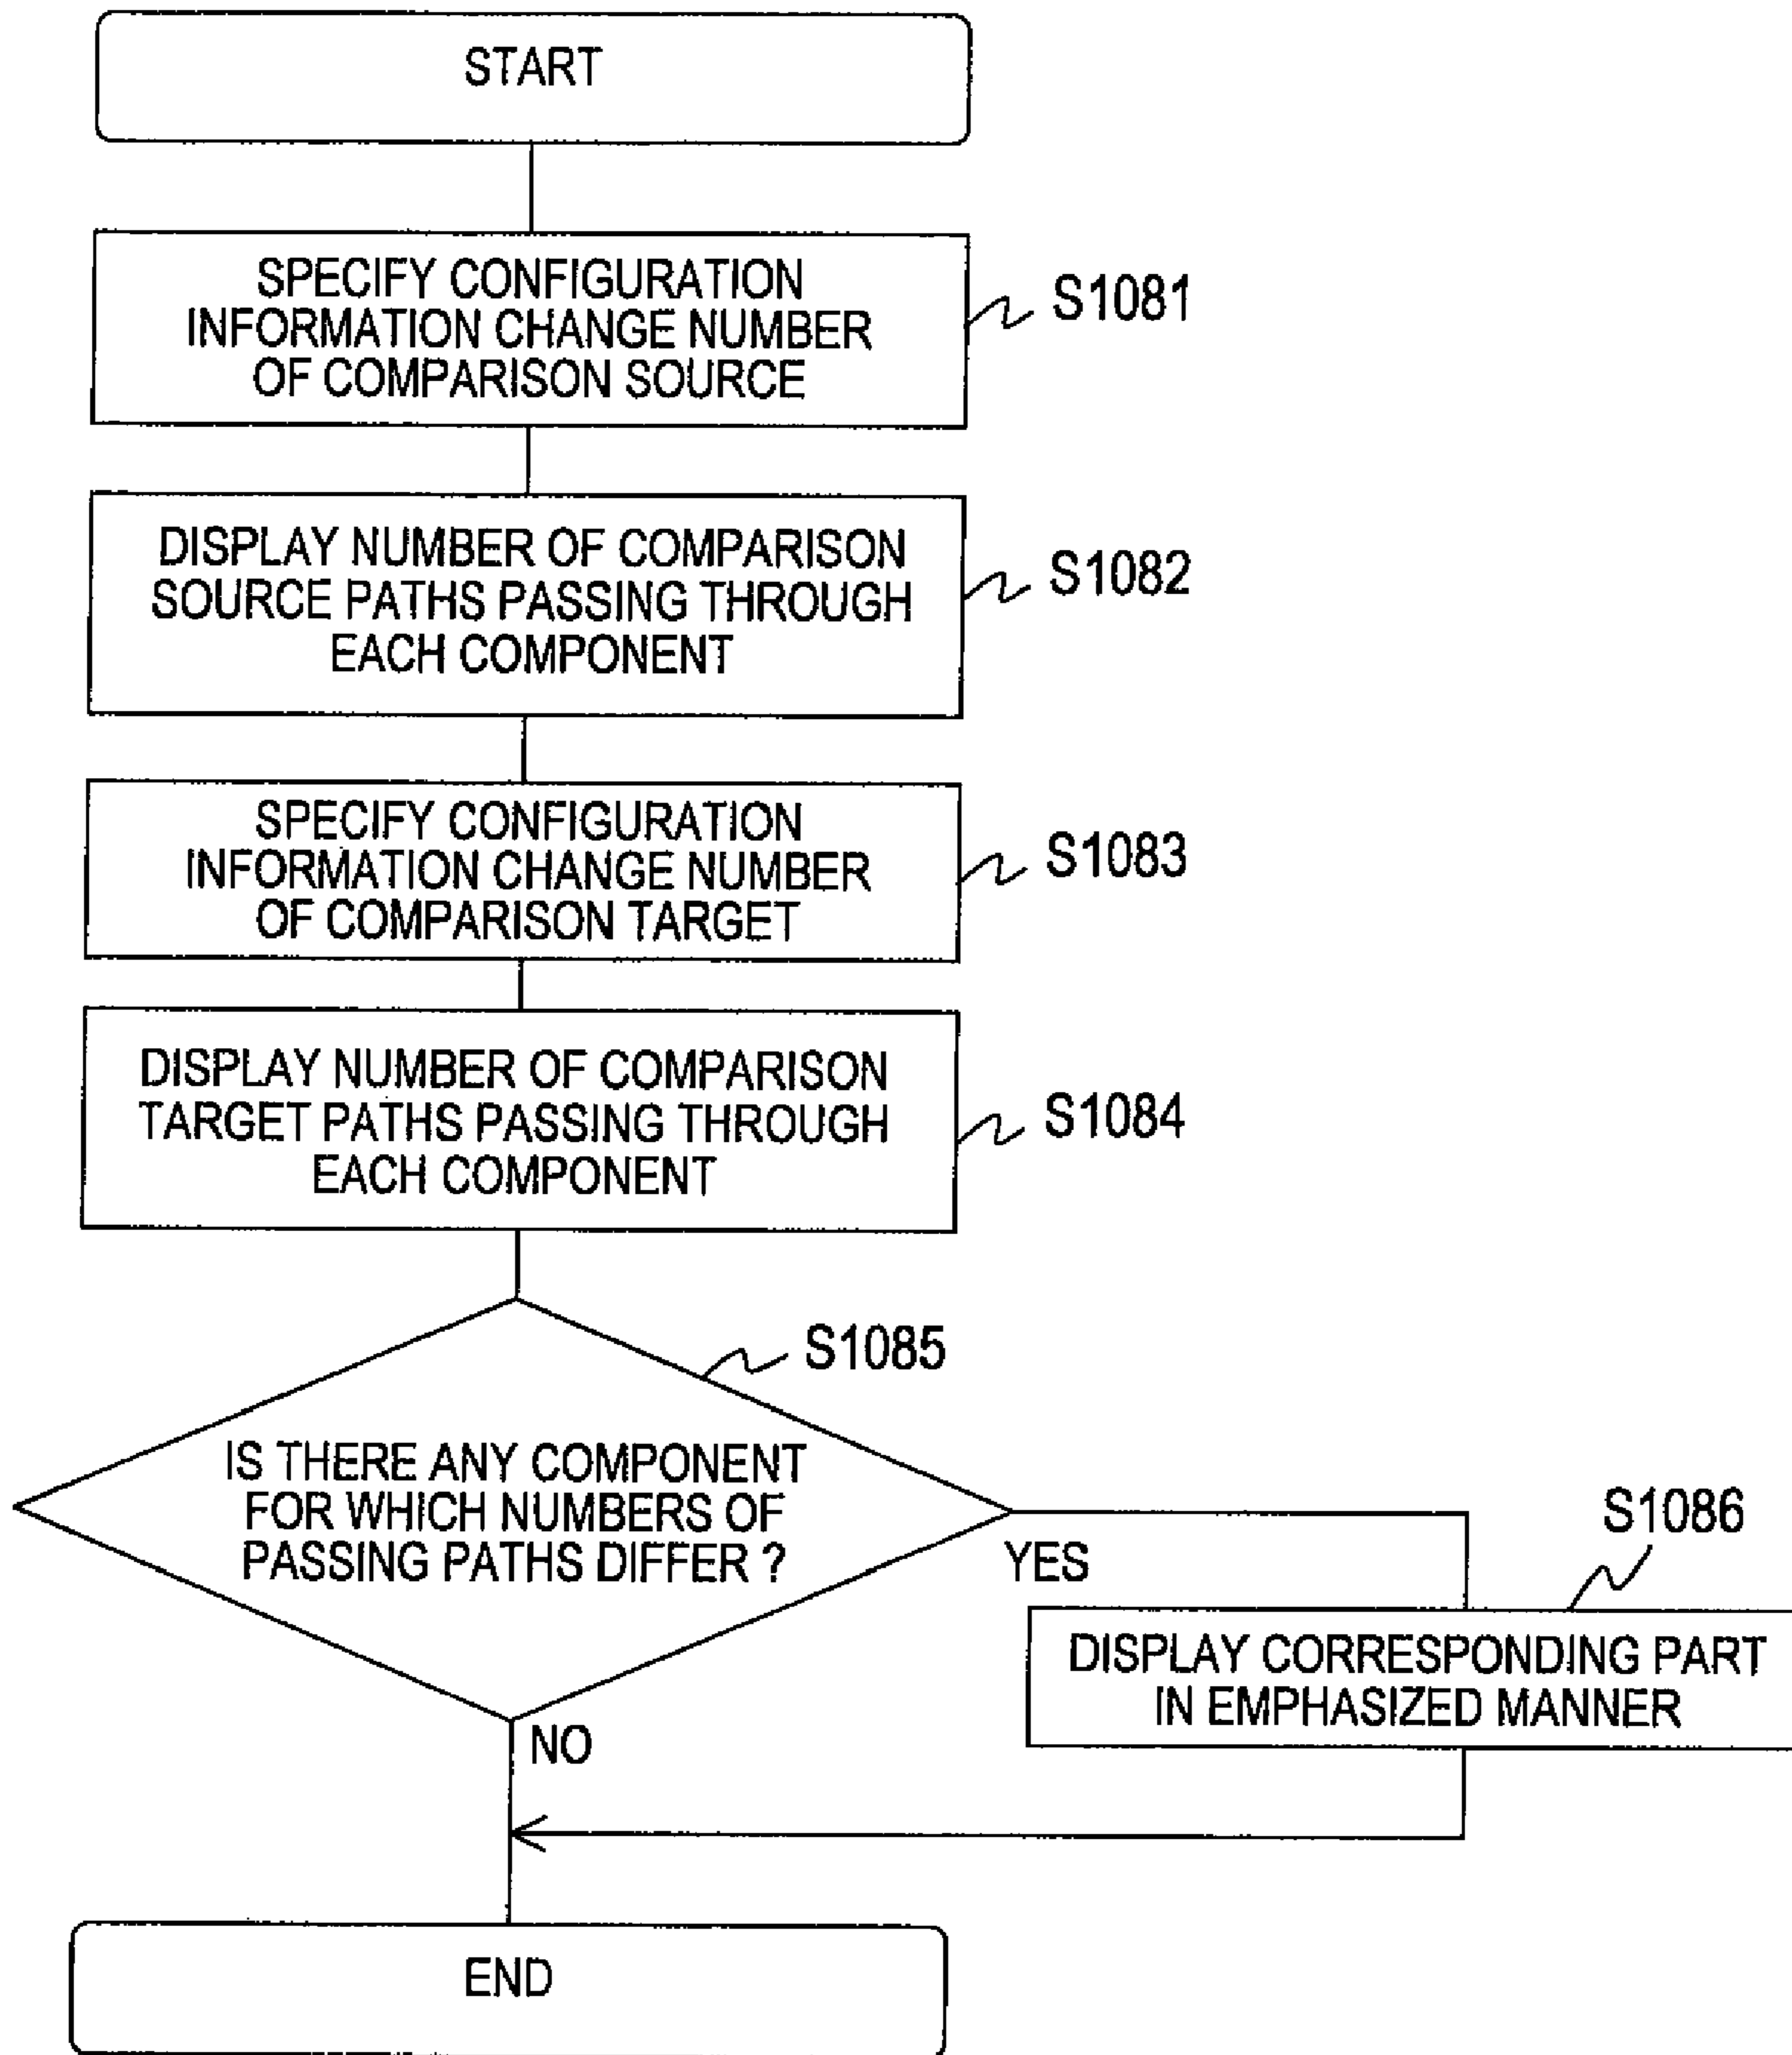 START
SPECIFY CONFIGURATION
INFORMATION CHANGE NUMBER
OF COMPARISON SOURCE
S1081
DISPLAY NUMBER OF COMPARISON
SOURCE PATHS PASSING THROUGH
EACH COMPONENT
S1082
SPECIFY CONFIGURATION
INFORMATION CHANGE NUMBER
OF COMPARISON TARGET
S1083
DISPLAY NUMBER OF COMPARISON
TARGET PATHS PASSING THROUGH
EACH COMPONENT
S1084
S1085
IS THERE ANY COMPONENT
FOR WHICH NUMBERS OF
PASSING PATHS DIFFER ?
YES
S1086
DISPLAY CORRESPONDING PART
IN EMPHASIZED MANNER
NO
END